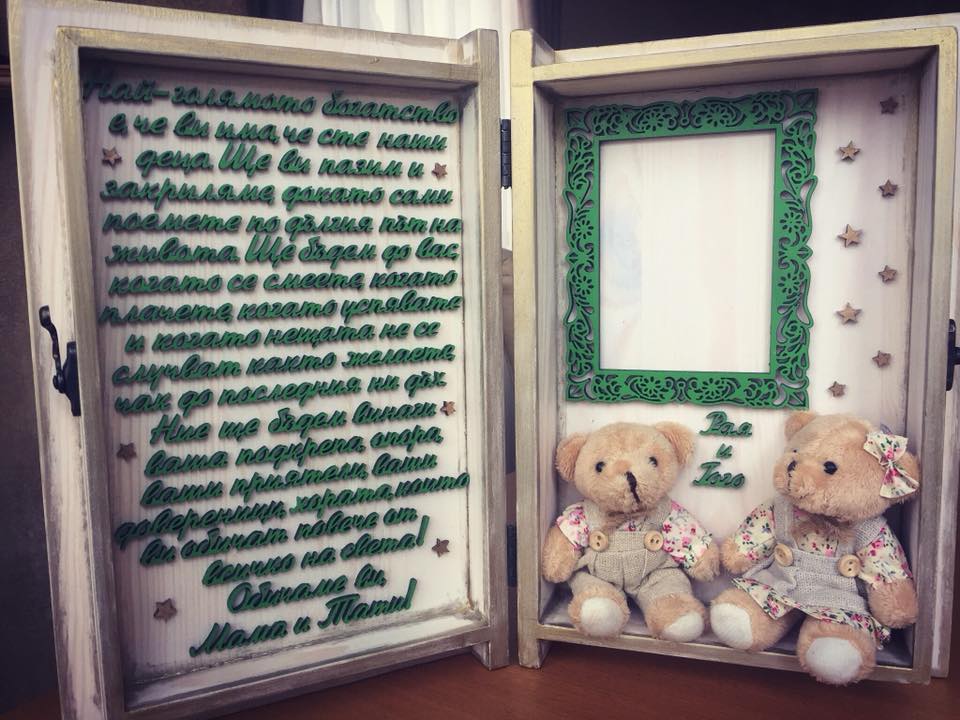 Най-голямото богатство
е, че ви има, че сте наши
деца. Ще ви пазим и
закриляме, докато сами
поемете по дългия път на
живота. Ще бъдем до вас,
когато се смеете, когато
плачете, когато успявате
и когато нещата не се
случват както желаете,
чак до последния ни дъх.
Ние ще бъдем винаги
ваша подкрепа, опора,
ваши приятели, ваши
довереници, хората, които
ви обичат повече от
всичко на света!
Обичаме ви,
Мама и Тати!
Рая
и
Гого